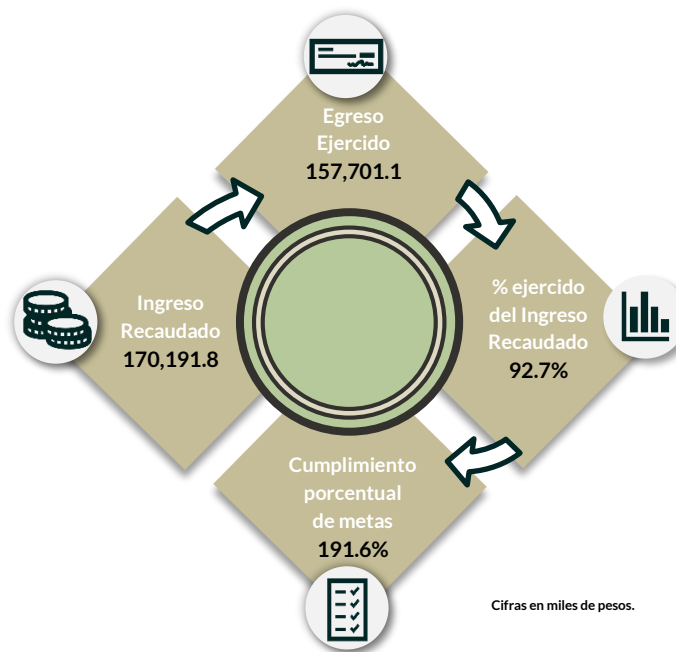 Egreso
Ejercido
157,701.1
Ingreso
Recaudado
170,191.8
% ejercido
del Ingreso
Recaudado
92.7%
Cumplimiento
porcentual
de metas
191.6%
Cifras en miles de pesos.